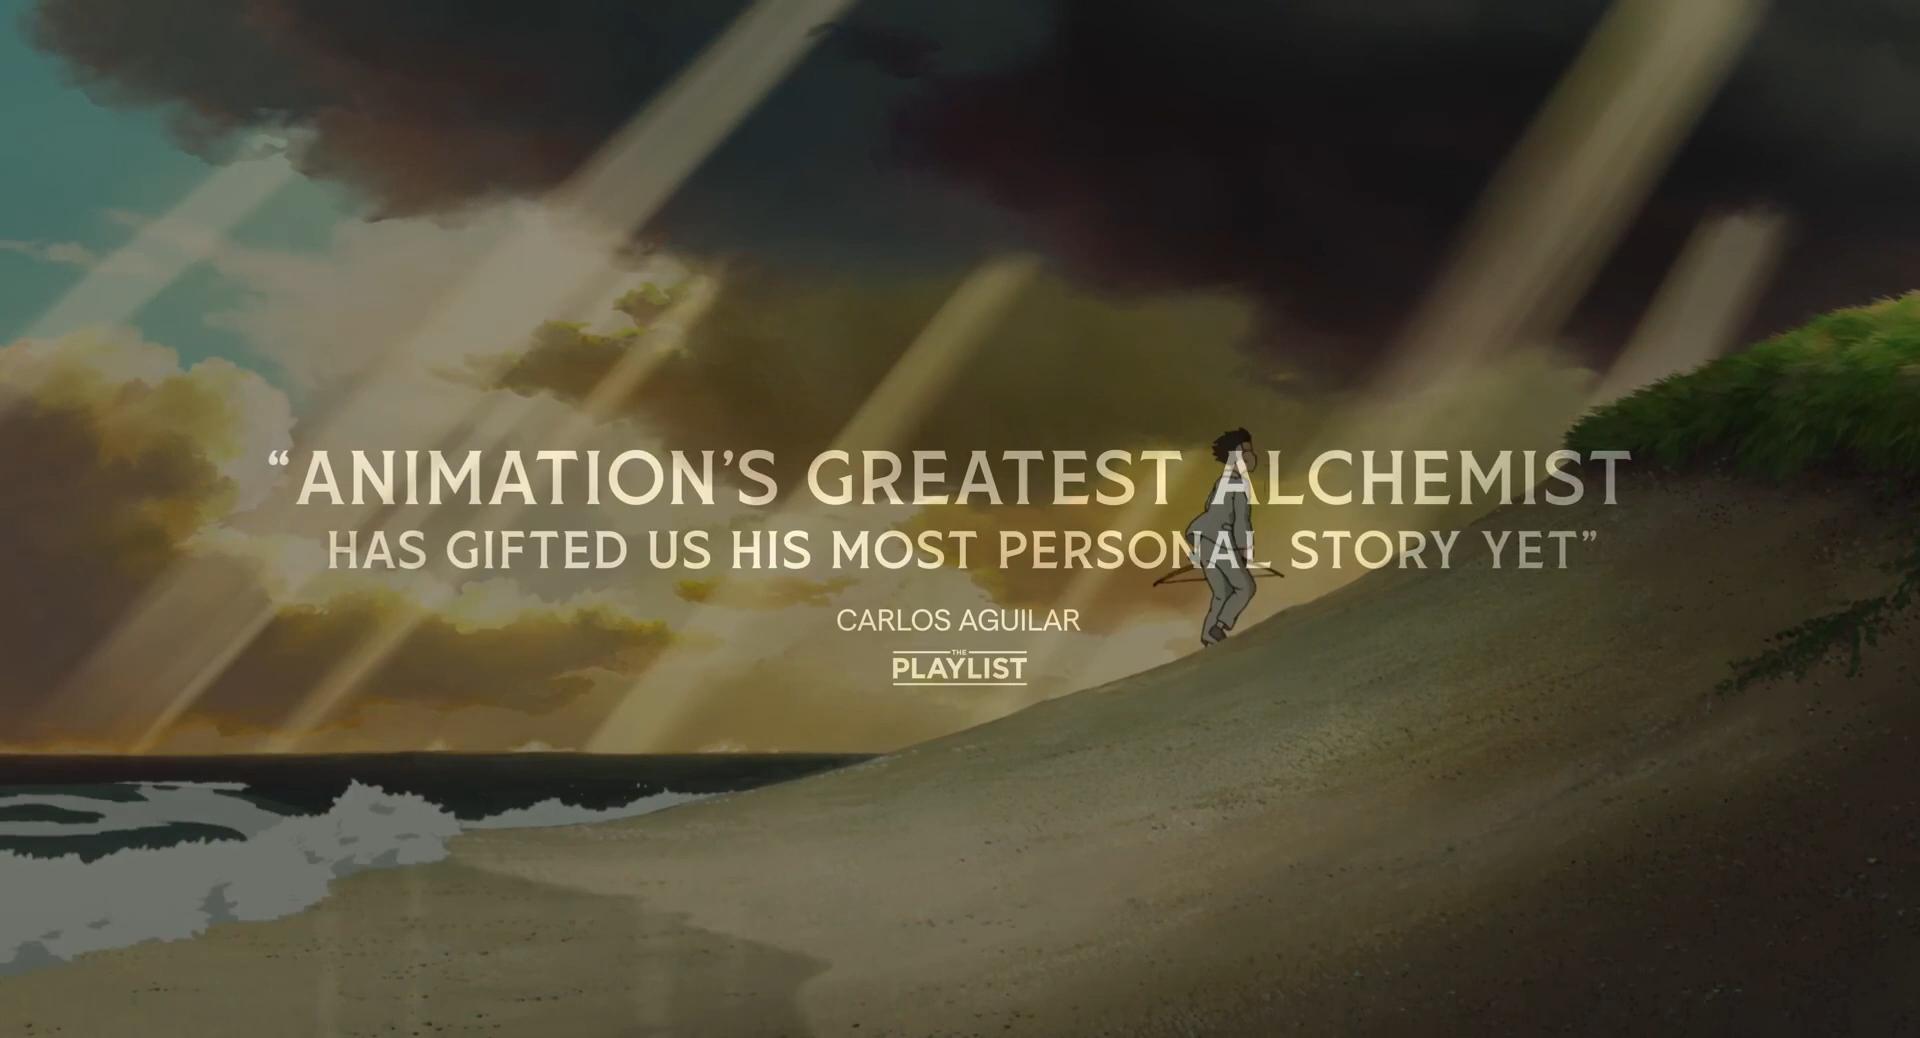 “ANIMATION’S GREATEST ALCHEMIST
HAS GIFTED US HIS MOST PERSONAL STORY YET”
CARLOS AGUILAR
THE
PLAYLIST